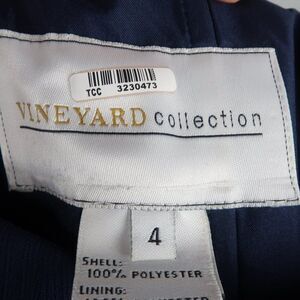 TCC 3230473
VINEYARD Collection
4
SHELL:
100% POLYESTER
LINING: